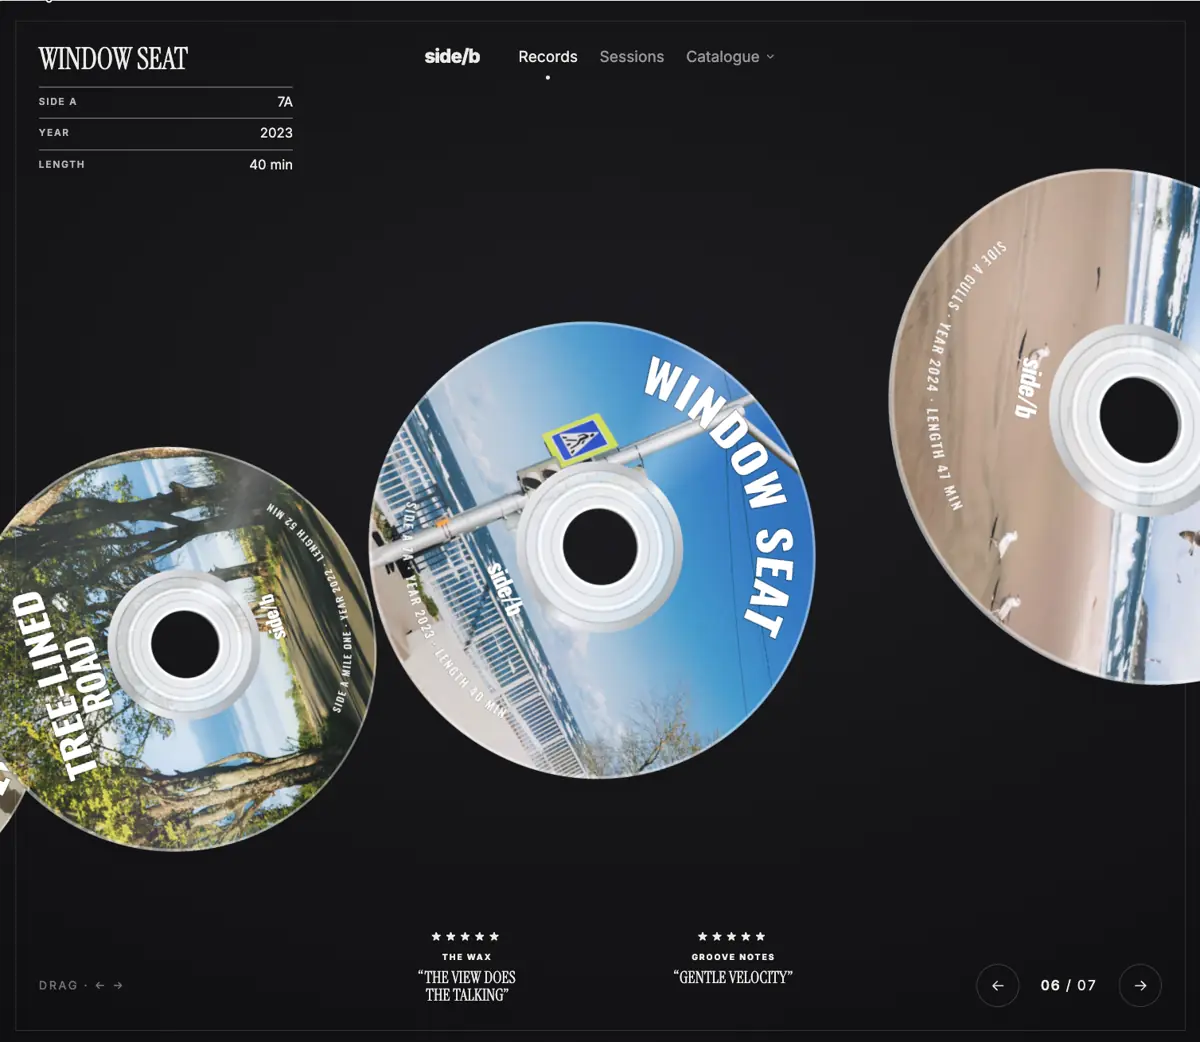 WINDOW SEAT
side/b
Records
Sessions
Catalogue
SIDE A
7A
YEAR
2023
LENGTH
40 min
SIDE A GULLS · YEAR 2024 · LENGTH 47 MIN
side/b
WINDOW SEAT
SIDE A 7A · YEAR 2023 · LENGTH 40 MIN
side/b
TREE-LINED
ROAD
SIDE A MILE ONE · YEAR 2022 · LENGTH 52 MIN
side/b
★★★★★
THE WAX
“THE VIEW DOES
THE TALKING”
★★★★★
GROOVE NOTES
“GENTLE VELOCITY”
DRAG · ← →
←
06 / 07
→